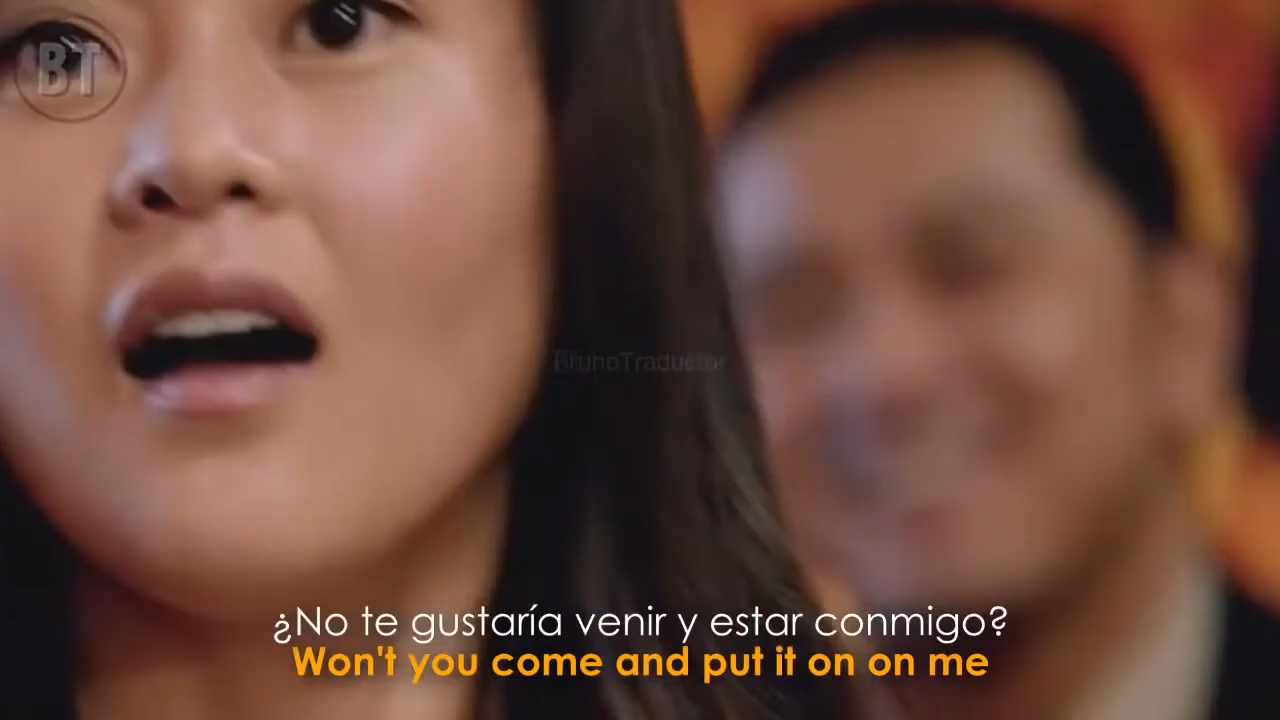 BT
BrunoTraductor
¿No te gustaría venir y estar conmigo?
Won't you come and put it on on me